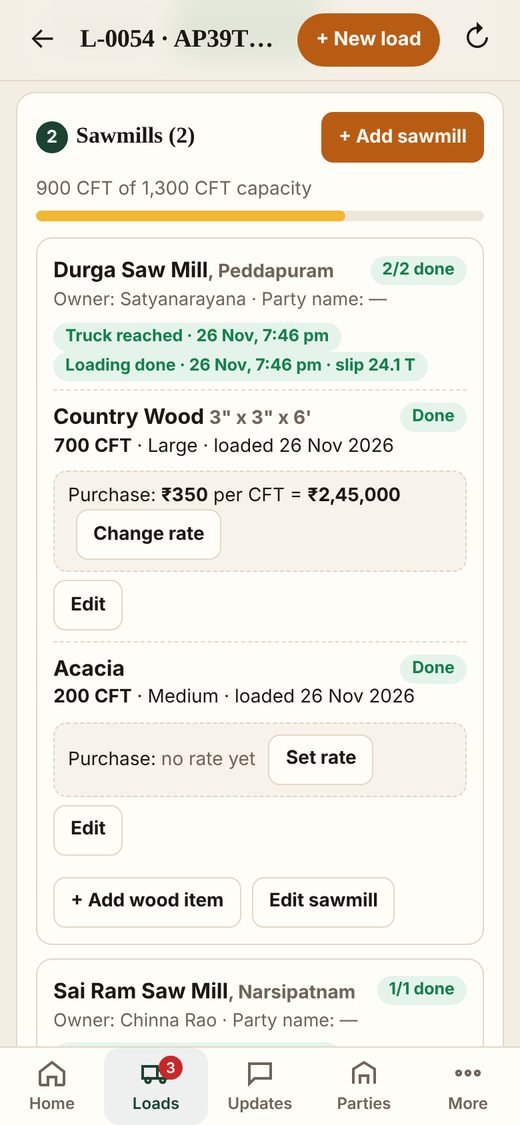 L-0054 · AP39T…
+ New load
2 Sawmills (2)
+ Add sawmill
900 CFT of 1,300 CFT capacity
Durga Saw Mill, Peddapuram
2/2 done
Owner: Satyanarayana · Party name: —
Truck reached · 26 Nov, 7:46 pm
Loading done · 26 Nov, 7:46 pm · slip 24.1 T
Country Wood 3" x 3" x 6'
Done
700 CFT · Large · loaded 26 Nov 2026
Purchase: ₹350 per CFT = ₹2,45,000
Change rate
Edit
Acacia
Done
200 CFT · Medium · loaded 26 Nov 2026
Purchase: no rate yet
Set rate
Edit
+ Add wood item
Edit sawmill
Sai Ram Saw Mill, Narsipatnam
1/1 done
Owner: Chinna Rao · Party name: —
3
Home
Loads
Updates
Parties
More